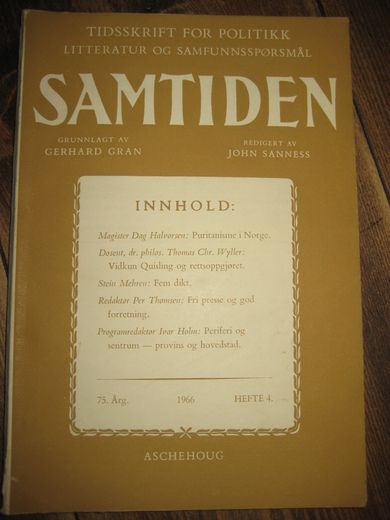 TIDSSKRIFT FOR POLITIKK
LITTERATUR OG SAMFUNNSSPØRSMÅL
SAMTIDEN
GRUNNLAGT AV
GERHARD GRAN
REDIGERT AV
JOHN SANNESS
INNHOLD:
Magister Dag Halvorsen: Puritanisme i Norge.
Dosent, dr. philos. Thomas Chr. Wyller:
Vidkun Quisling og rettsoppgjøret.
Stein Mehren: Fem dikt.
Redaktør Per Thomsen: Fri presse og god
forretning.
Programredaktør Ivar Holm: Periferi og
sentrum — provins og hovedstad.
75. Årg. 1966 HEFTE 4.
ASCHEHOUG